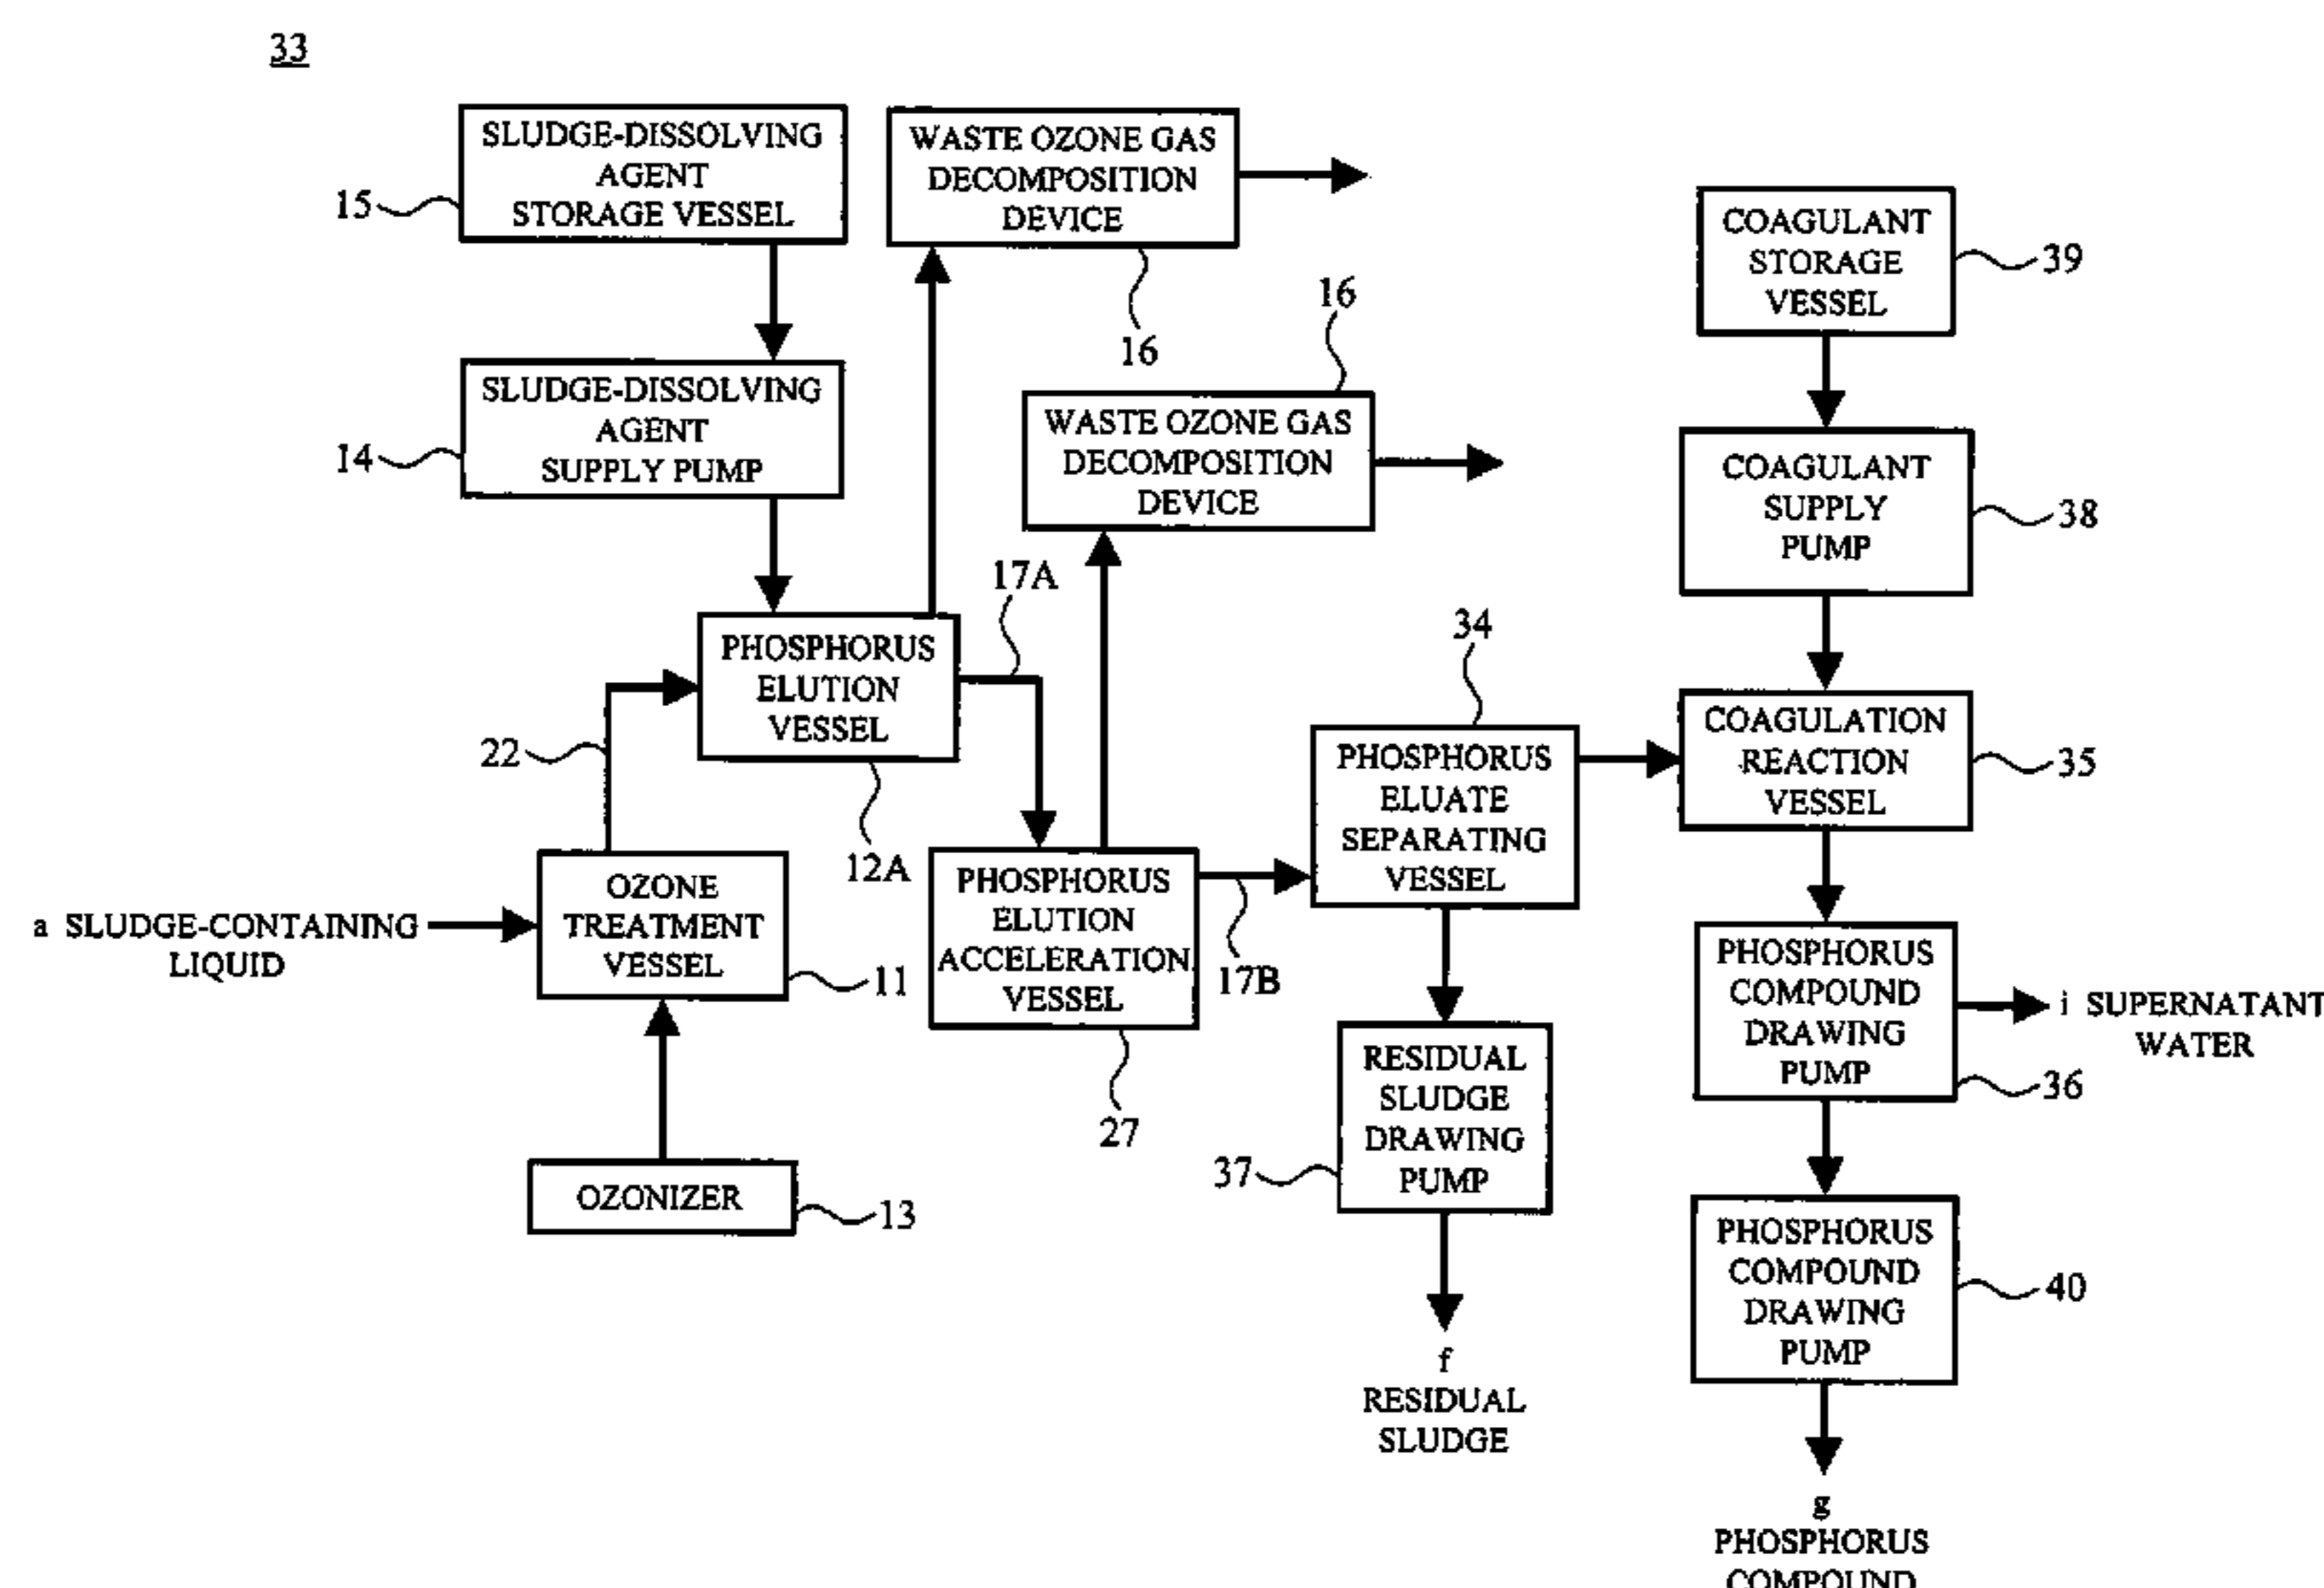 33
SLUDGE-DISSOLVING
AGENT
STORAGE VESSEL
15
WASTE OZONE GAS
DECOMPOSITION
DEVICE
16
SLUDGE-DISSOLVING
AGENT
SUPPLY PUMP
14
WASTE OZONE GAS
DECOMPOSITION
DEVICE
16
COAGULANT
STORAGE
VESSEL
39
COAGULANT
SUPPLY
PUMP
38
PHOSPHORUS
ELUTION
VESSEL
12A
17A
22
a SLUDGE-CONTAINING
LIQUID
OZONE
TREATMENT
VESSEL
11
OZONIZER
13
PHOSPHORUS
ELUTION
ACCELERATION
VESSEL
27
17B
34
PHOSPHORUS
ELUATE
SEPARATING
VESSEL
RESIDUAL
SLUDGE
DRAWING
PUMP
37
f
RESIDUAL
SLUDGE
COAGULATION
REACTION
VESSEL
35
PHOSPHORUS
COMPOUND
DRAWING
PUMP
36
i SUPERNATANT
WATER
PHOSPHORUS
COMPOUND
DRAWING
PUMP
40
g
PHOSPHORUS
COMPOUND